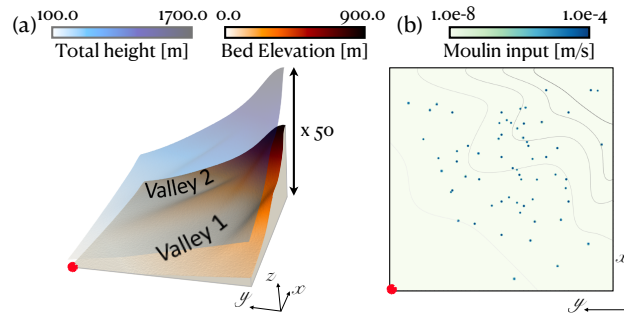 (a)
100.0 1700.0
Total height [m]
0.0 900.0
Bed Elevation [m]
x 50
Valley 2
Valley 1
z
x
y
(b)
1.0e-8 1.0e-4
Moulin input [m/s]
x
y